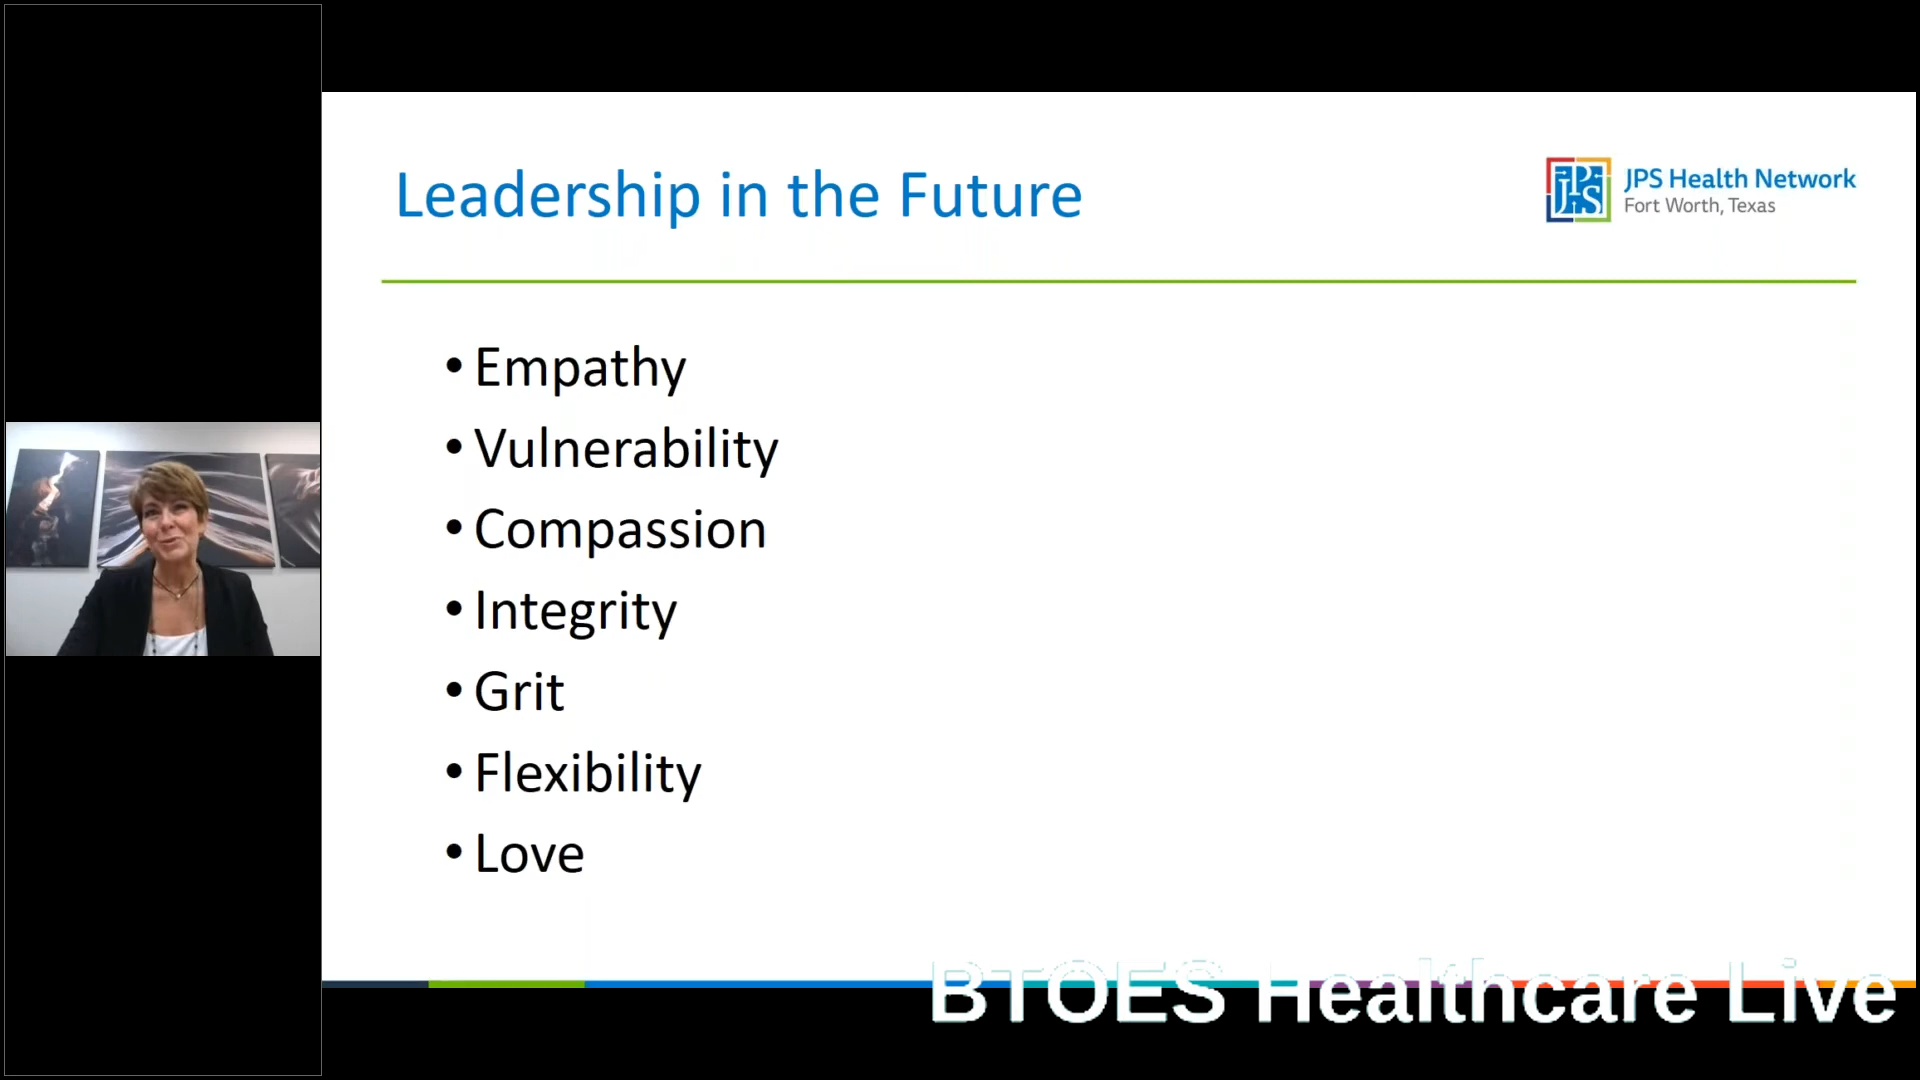 Leadership in the Future
JPS
JPS Health Network
Fort Worth, Texas
• Empathy
• Vulnerability
• Compassion
• Integrity
• Grit
• Flexibility
• Love
BTOES Healthcare Live